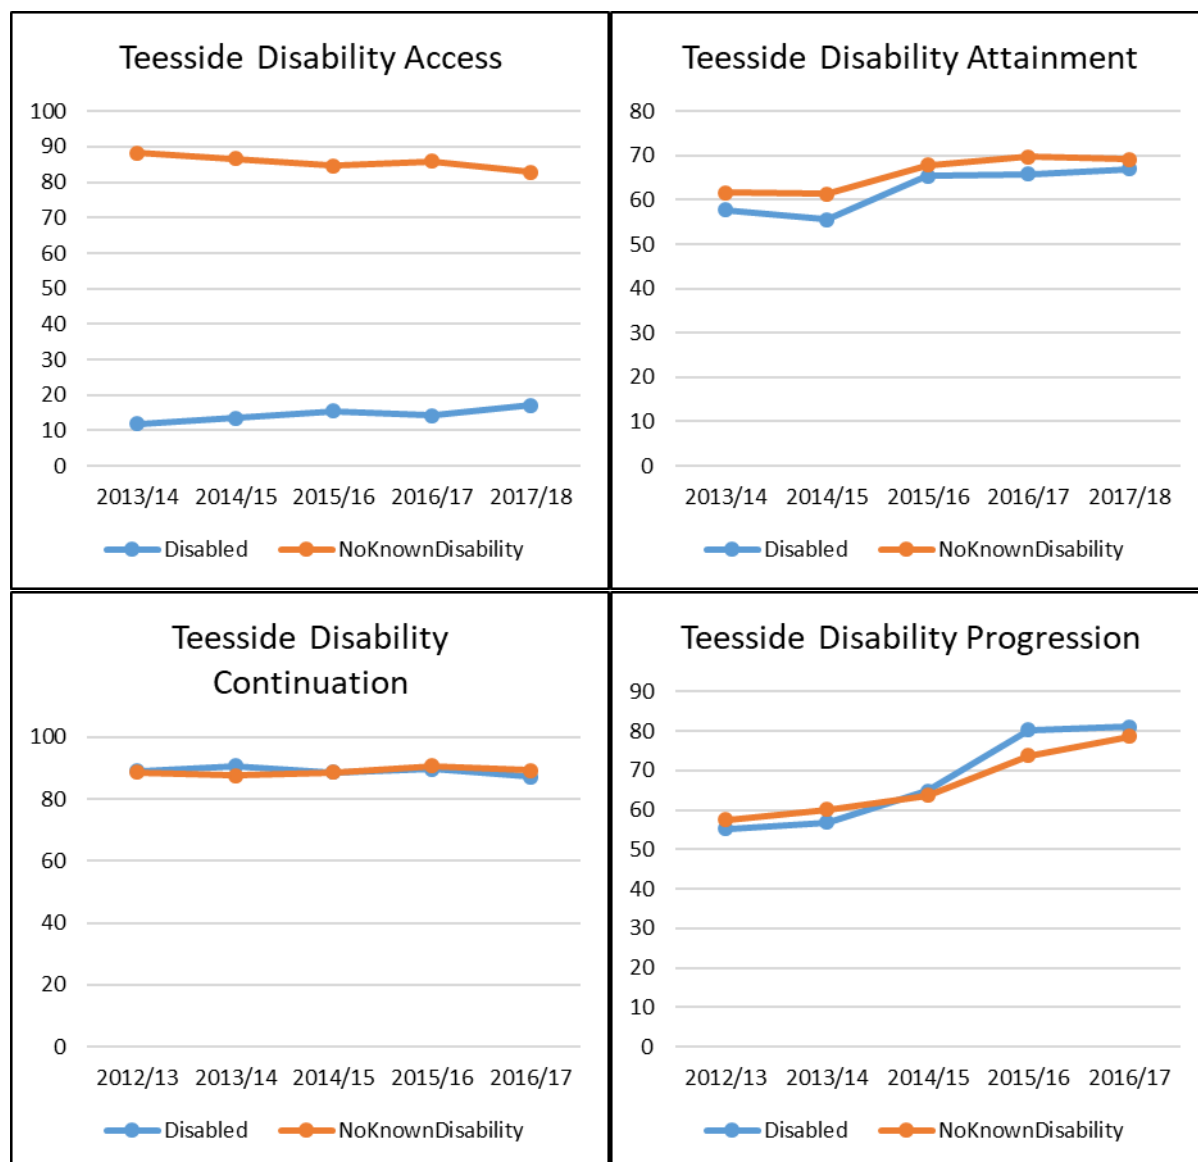 Teesside Disability Access
100
90
80
70
60
50
40
30
20
10
0
2013/14 2014/15 2015/16 2016/17 2017/18
Disabled NoKnownDisability
Teesside Disability Attainment
80
70
60
50
40
30
20
10
0
2013/14 2014/15 2015/16 2016/17 2017/18
Disabled NoKnownDisability
Teesside Disability
Continuation
100
80
60
40
20
0
2012/13 2013/14 2014/15 2015/16 2016/17
Disabled NoKnownDisability
Teesside Disability Progression
90
80
70
60
50
40
30
20
10
0
2012/13 2013/14 2014/15 2015/16 2016/17
Disabled NoKnownDisability